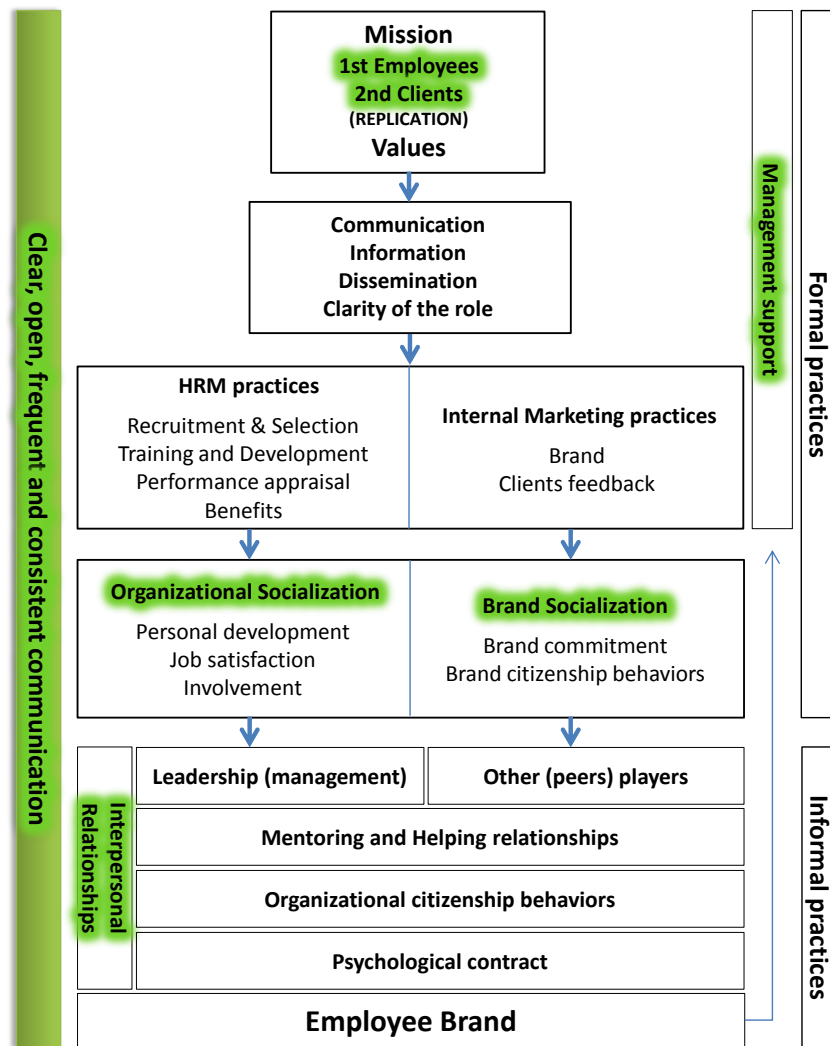 Mission
1st Employees
2nd Clients
(REPLICATION)
Values
Communication
Information
Dissemination
Clarity of the role
HRM practices
Recruitment & Selection
Training and Development
Performance appraisal
Benefits
Internal Marketing practices
Brand
Clients feedback
Organizational Socialization
Personal development
Job satisfaction
Involvement
Brand Socialization
Brand commitment
Brand citizenship behaviors
Leadership (management)
Other (peers) players
Mentoring and Helping relationships
Organizational citizenship behaviors
Psychological contract
Employee Brand
Clear, open, frequent and consistent communication
Interpersonal
Relationships
Management support
Formal practices
Informal practices